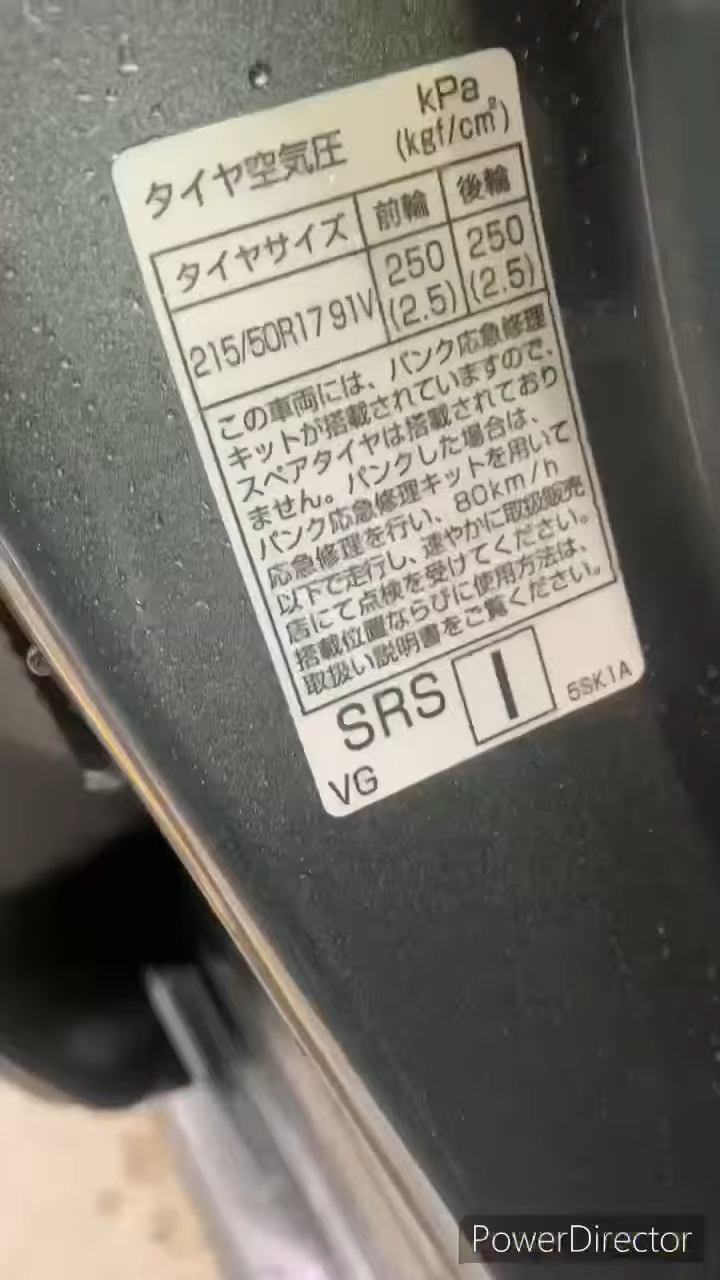 タイヤ空気圧 kPa (kgf/cm²)
タイヤサイズ 前輪 後輪
215/50R17 91V 250 (2.5) 250 (2.5)
この車両には、パンク応急修理
キットが搭載されていますので、
スペアタイヤは搭載されており
ません。パンクした場合は、
パンク応急修理キットを用いて
応急修理を行い、80km/h
以下で走行し、速やかに取扱販売
店にて点検を受けてください。
搭載位置ならびに使用方法は、
取扱い説明書をご覧ください。
SRS I 5SK1A
VG
PowerDirector